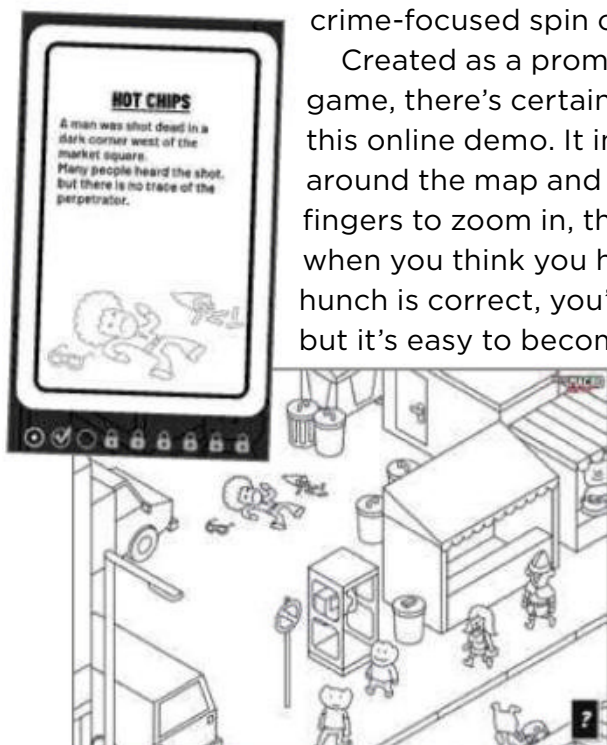 crime-focused spin o
Created as a prom
game, there's certain
this online demo. It in
around the map and
fingers to zoom in, th
when you think you h
hunch is correct, you'
but it's easy to becom
HOT CHIPS
A man was shot dead in a
dark corner west of the
market square.
Many people heard the shot,
but there is no trace of the
perpetrator.
?